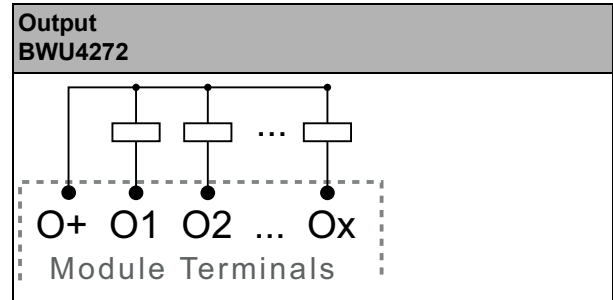 Output
BWU4272
...
O+ O1 O2 ... Ox
Module Terminals